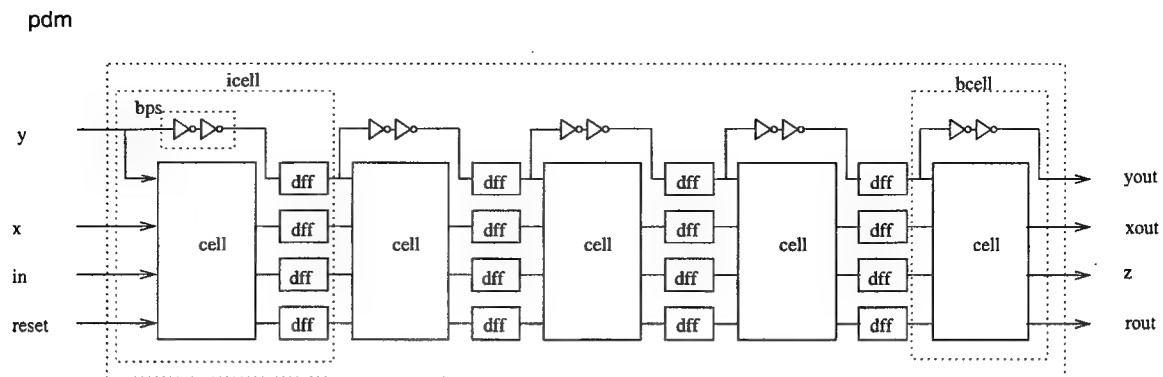 pdm
icell
bcell
bps
y
dff dff dff dff yout
x
cell dff cell dff cell dff cell dff cell xout
in
dff dff dff dff z
reset
dff dff dff dff rout